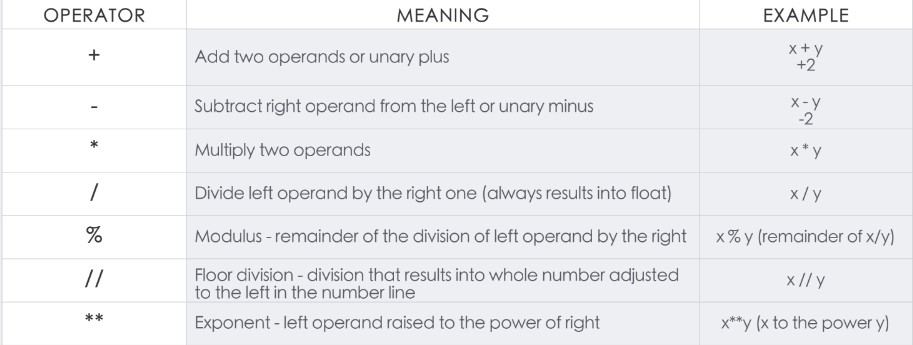 OPERATOR MEANING EXAMPLE
+ Add two operands or unary plus x + y
+2
- Subtract right operand from the left or unary minus x - y
-2
* Multiply two operands x * y
/ Divide left operand by the right one (always results into float) x / y
% Modulus - remainder of the division of left operand by the right x % y (remainder of x/y)
// Floor division - division that results into whole number adjusted x // y
to the left in the number line
** Exponent - left operand raised to the power of right x**y (x to the power y)